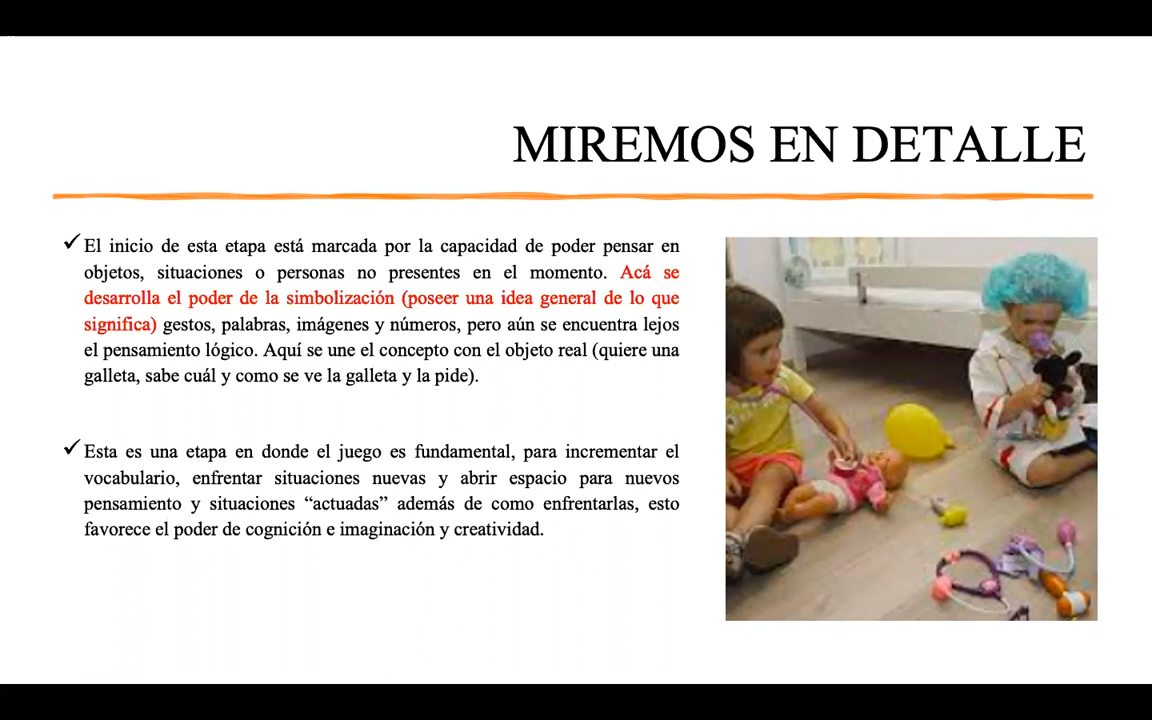 MIREMOS EN DETALLE
El inicio de esta etapa está marcada por la capacidad de poder pensar en
objetos, situaciones o personas no presentes en el momento. Acá se
desarrolla el poder de la simbolización (poseer una idea general de lo que
significa) gestos, palabras, imágenes y números, pero aún se encuentra lejos
el pensamiento lógico. Aquí se une el concepto con el objeto real (quiere una
galleta, sabe cuál y como se ve la galleta y la pide).
Esta es una etapa en donde el juego es fundamental, para incrementar el
vocabulario, enfrentar situaciones nuevas y abrir espacio para nuevos
pensamiento y situaciones “actuadas” además de como enfrentarlas, esto
favorece el poder de cognición e imaginación y creatividad.